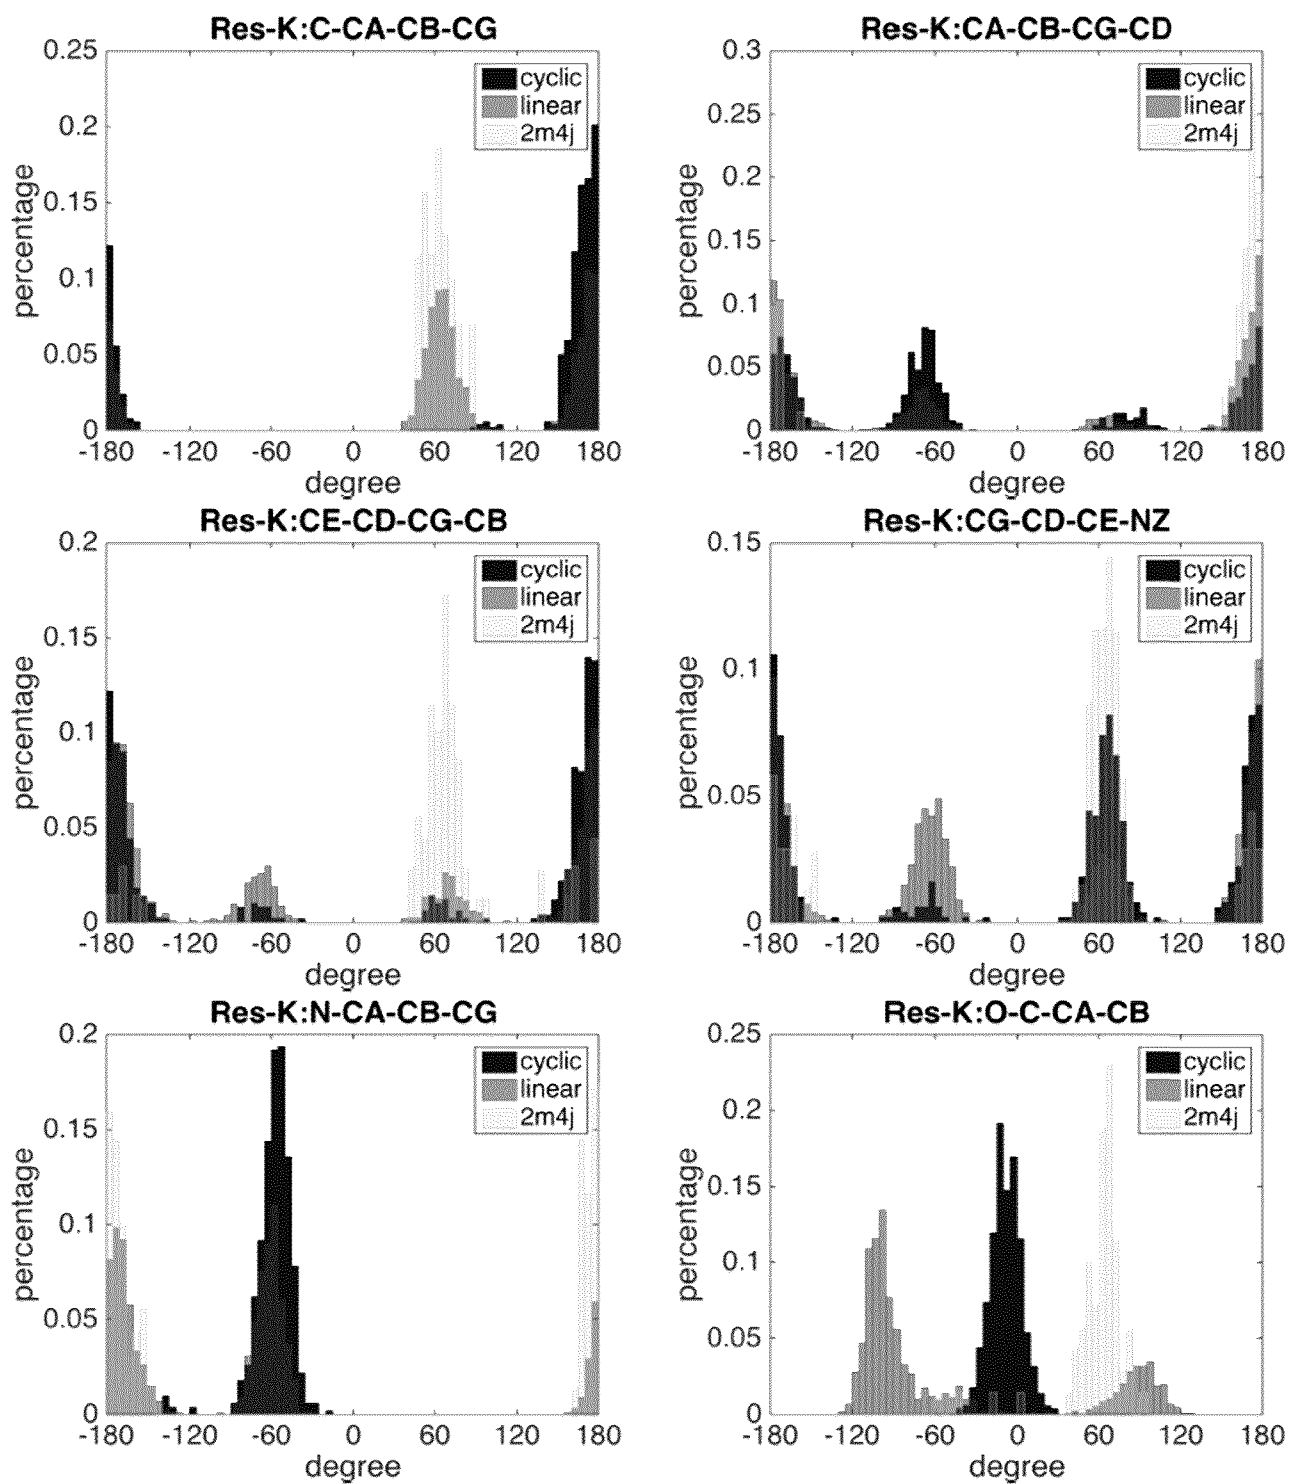 Res-K:C-CA-CB-CG
0.25
0.2
0.15
0.1
0.05
0
percentage
cyclic
linear
2m4j
-180 -120 -60 0 60 120 180
degree
Res-K:CA-CB-CG-CD
0.3
0.25
0.2
0.15
0.1
0.05
0
percentage
cyclic
linear
2m4j
-180 -120 -60 0 60 120 180
degree
Res-K:CE-CD-CG-CB
0.2
0.15
0.1
0.05
0
percentage
cyclic
linear
2m4j
-180 -120 -60 0 60 120 180
degree
Res-K:CG-CD-CE-NZ
0.15
0.1
0.05
0
percentage
cyclic
linear
2m4j
-180 -120 -60 0 60 120 180
degree
Res-K:N-CA-CB-CG
0.2
0.15
0.1
0.05
0
percentage
cyclic
linear
2m4j
-180 -120 -60 0 60 120 180
degree
Res-K:O-C-CA-CB
0.25
0.2
0.15
0.1
0.05
0
percentage
cyclic
linear
2m4j
-180 -120 -60 0 60 120 180
degree